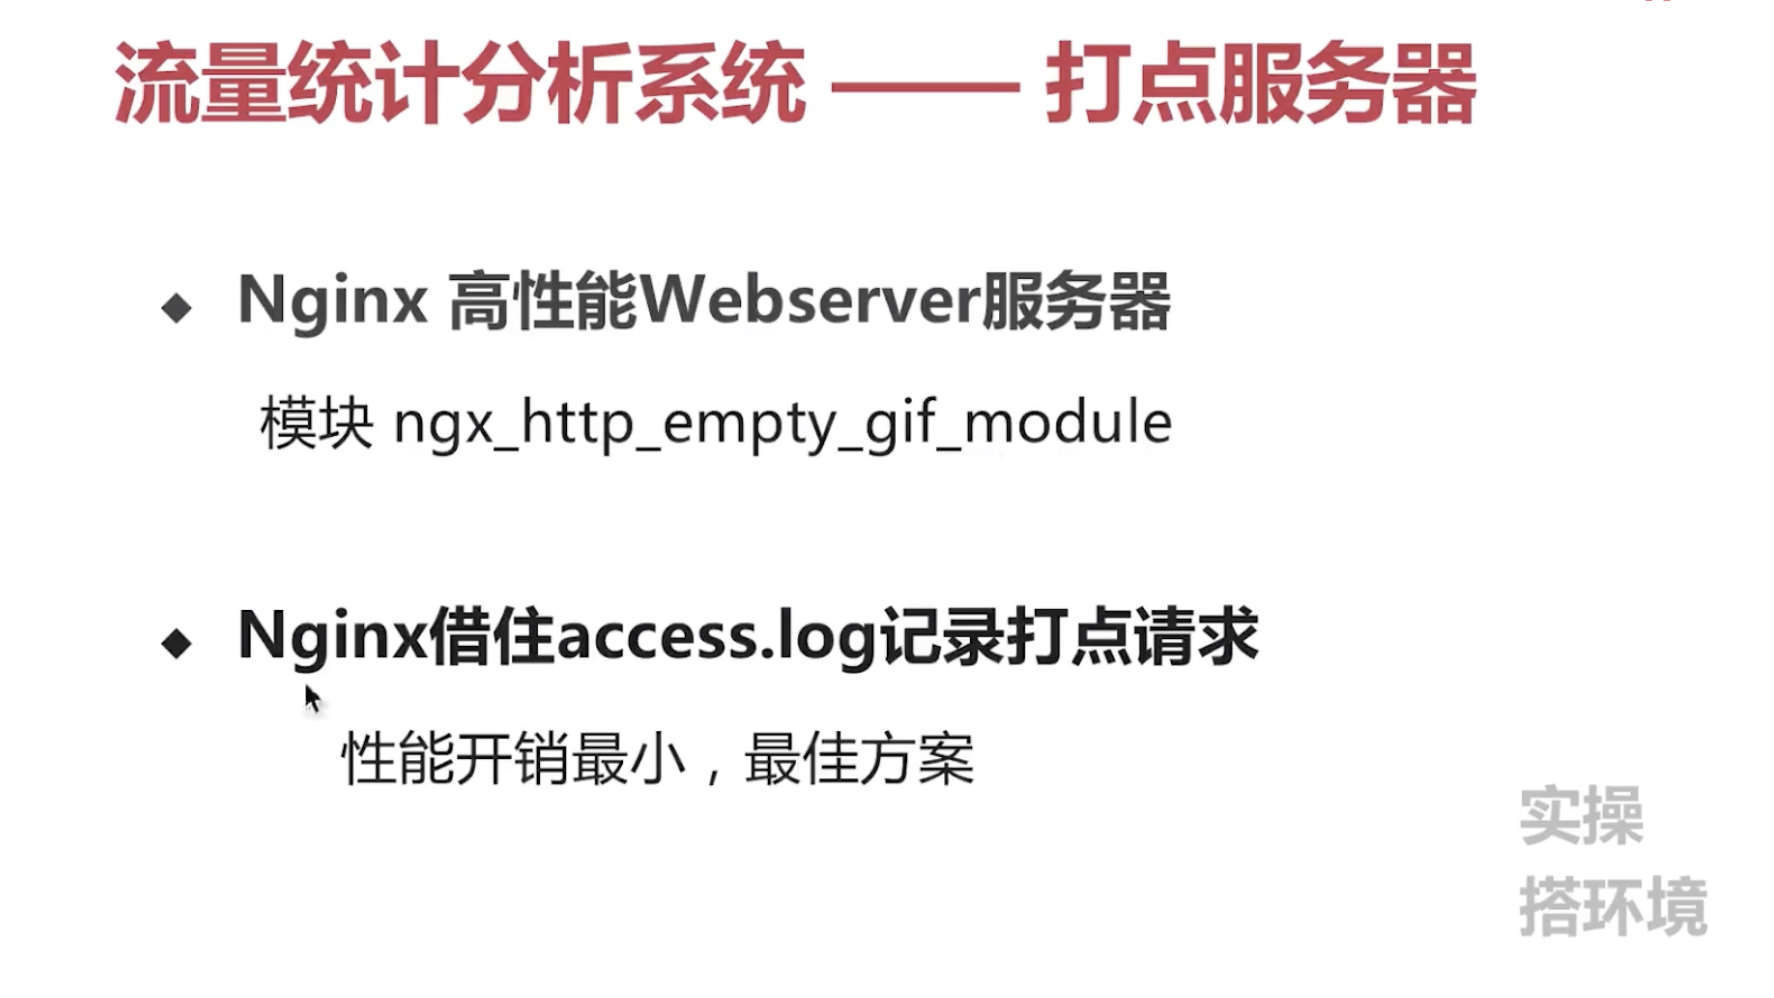 流量统计分析系统 —— 打点服务器
◆ Nginx 高性能Webserver服务器
模块 ngx_http_empty_gif_module
◆ Nginx借住access.log记录打点请求
性能开销最小，最佳方案
实操
搭环境